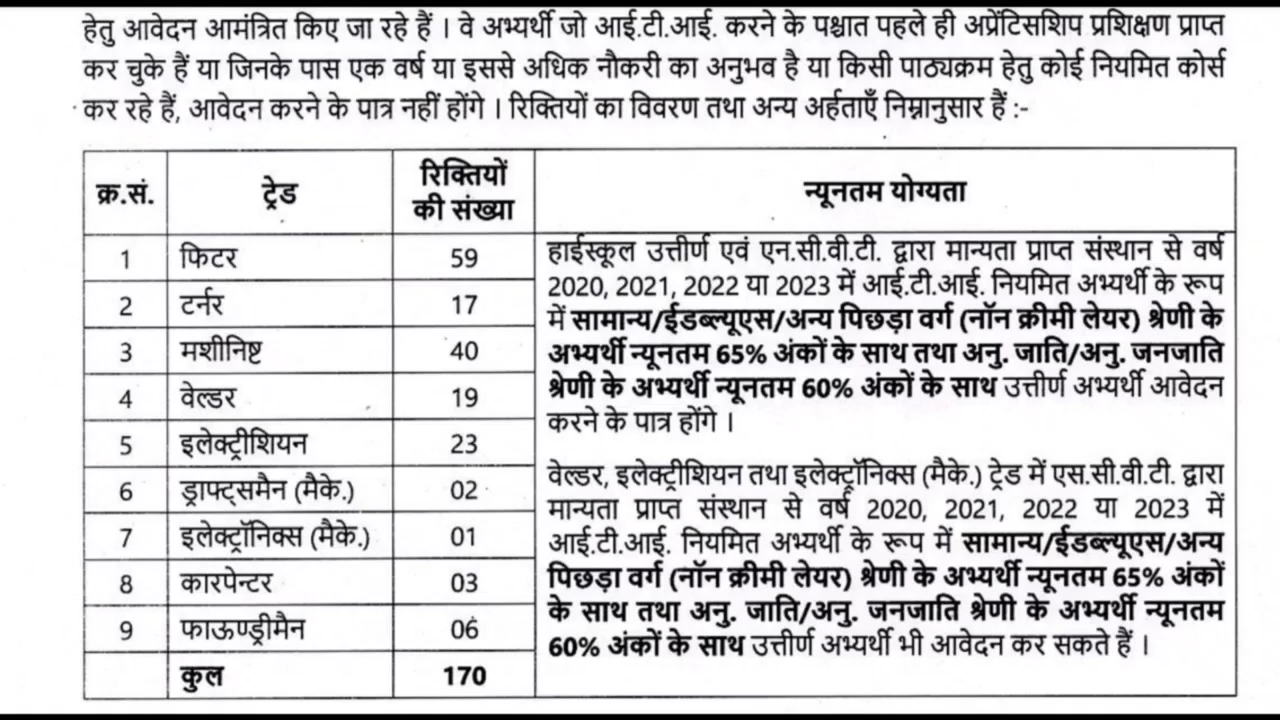 हेतु आवेदन आमंत्रित किए जा रहे हैं । वे अभ्यर्थी जो आई.टी.आई. करने के पश्चात पहले ही अप्रेंटिसशिप प्रशिक्षण प्राप्त
कर चुके हैं या जिनके पास एक वर्ष या इससे अधिक नौकरी का अनुभव है या किसी पाठ्यक्रम हेतु कोई नियमित कोर्स
कर रहे हैं, आवेदन करने के पात्र नहीं होंगे । रिक्तियों का विवरण तथा अन्य अर्हताएँ निम्नानुसार हैं :-
क्र.सं. ट्रेड रिक्तियों की संख्या न्यूनतम योग्यता
1 फिटर 59
2 टर्नर 17
3 मशीनिष्ट 40
4 वेल्डर 19
5 इलेक्ट्रीशियन 23
6 ड्राफ्ट्समैन (मैके.) 02
7 इलेक्ट्रॉनिक्स (मैके.) 01
8 कारपेन्टर 03
9 फाऊण्ड्रीमैन 06
कुल 170
हाईस्कूल उत्तीर्ण एवं एन.सी.वी.टी. द्वारा मान्यता प्राप्त संस्थान से वर्ष
2020, 2021, 2022 या 2023 में आई.टी.आई. नियमित अभ्यर्थी के रूप
में सामान्य/ईडब्ल्यूएस/अन्य पिछड़ा वर्ग (नॉन क्रीमी लेयर) श्रेणी के
अभ्यर्थी न्यूनतम 65% अंकों के साथ तथा अनु. जाति/अनु. जनजाति
श्रेणी के अभ्यर्थी न्यूनतम 60% अंकों के साथ उत्तीर्ण अभ्यर्थी आवेदन
करने के पात्र होंगे ।
वेल्डर, इलेक्ट्रीशियन तथा इलेक्ट्रॉनिक्स (मैके.) ट्रेड में एस.सी.वी.टी. द्वारा
मान्यता प्राप्त संस्थान से वर्ष 2020, 2021, 2022 या 2023 में
आई.टी.आई. नियमित अभ्यर्थी के रूप में सामान्य/ईडब्ल्यूएस/अन्य
पिछड़ा वर्ग (नॉन क्रीमी लेयर) श्रेणी के अभ्यर्थी न्यूनतम 65% अंकों
के साथ तथा अनु. जाति/अनु. जनजाति श्रेणी के अभ्यर्थी न्यूनतम
60% अंकों के साथ उत्तीर्ण अभ्यर्थी भी आवेदन कर सकते हैं ।